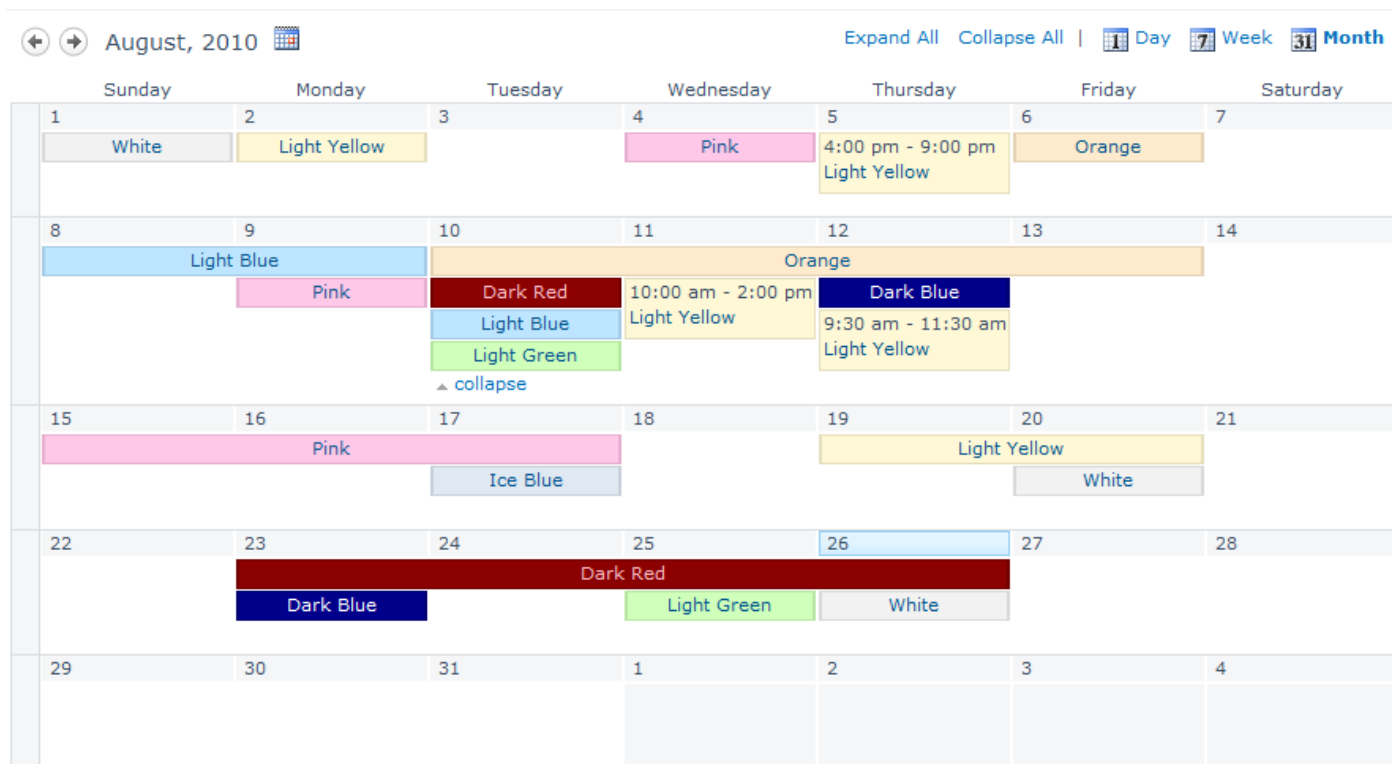 August, 2010 Expand All Collapse All | 1 Day 7 Week 31 Month
Sunday Monday Tuesday Wednesday Thursday Friday Saturday
1 2 3 4 5 6 7
White Light Yellow Pink 4:00 pm - 9:00 pm Orange
Light Yellow
8 9 10 11 12 13 14
Light Blue Orange
Pink Dark Red 10:00 am - 2:00 pm Dark Blue
Light Yellow
Light Blue 9:30 am - 11:30 am
Light Green Light Yellow
collapse
15 16 17 18 19 20 21
Pink Light Yellow
Ice Blue White
22 23 24 25 26 27 28
Dark Red
Dark Blue Light Green White
29 30 31 1 2 3 4